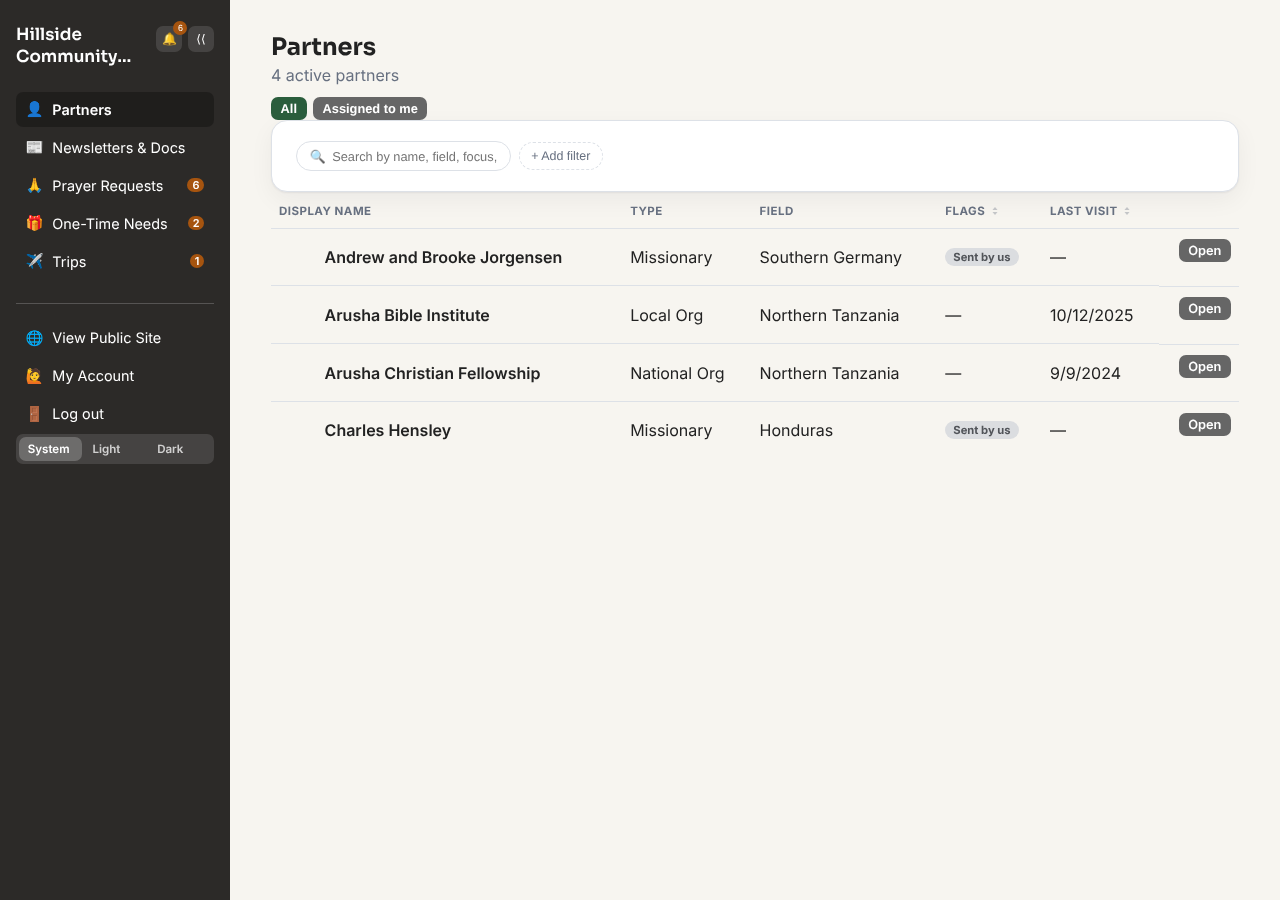 Hillside
Community...
6
⟨⟨
Partners
Newsletters & Docs
Prayer Requests 6
One-Time Needs 2
Trips 1
View Public Site
My Account
Log out
System Light Dark
Partners
4 active partners
All Assigned to me
Search by name, field, focus, + Add filter
DISPLAY NAME TYPE FIELD FLAGS LAST VISIT
Andrew and Brooke Jorgensen Missionary Southern Germany Sent by us — Open
Arusha Bible Institute Local Org Northern Tanzania — 10/12/2025 Open
Arusha Christian Fellowship National Org Northern Tanzania — 9/9/2024 Open
Charles Hensley Missionary Honduras Sent by us — Open